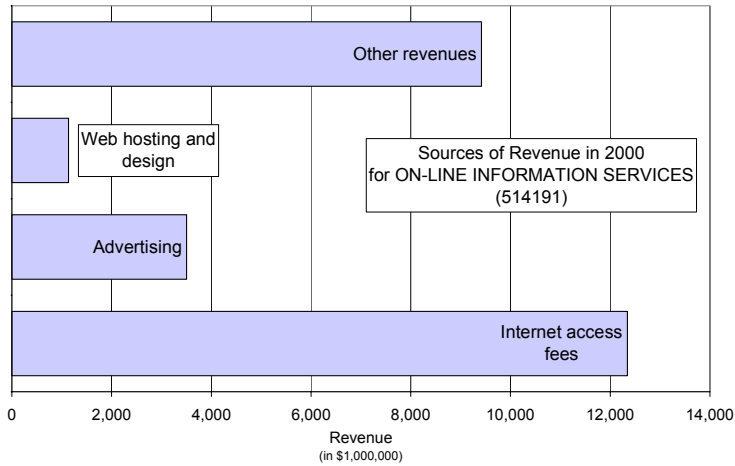 Other revenues
Web hosting and
design
Sources of Revenue in 2000
for ON-LINE INFORMATION SERVICES
(514191)
Advertising
Internet access
fees
0 2,000 4,000 6,000 8,000 10,000 12,000 14,000
Revenue
(in $1,000,000)